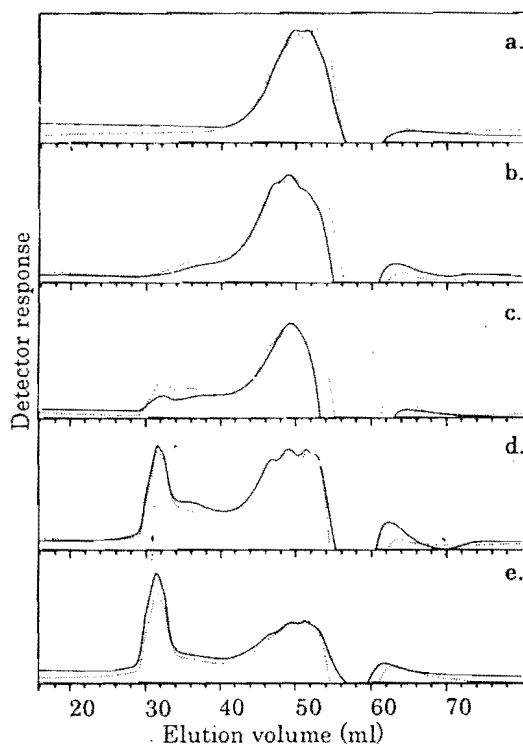 a.
b.
c.
d.
e.
Detector response
20 30 40 50 60 70
Elution volume (ml)